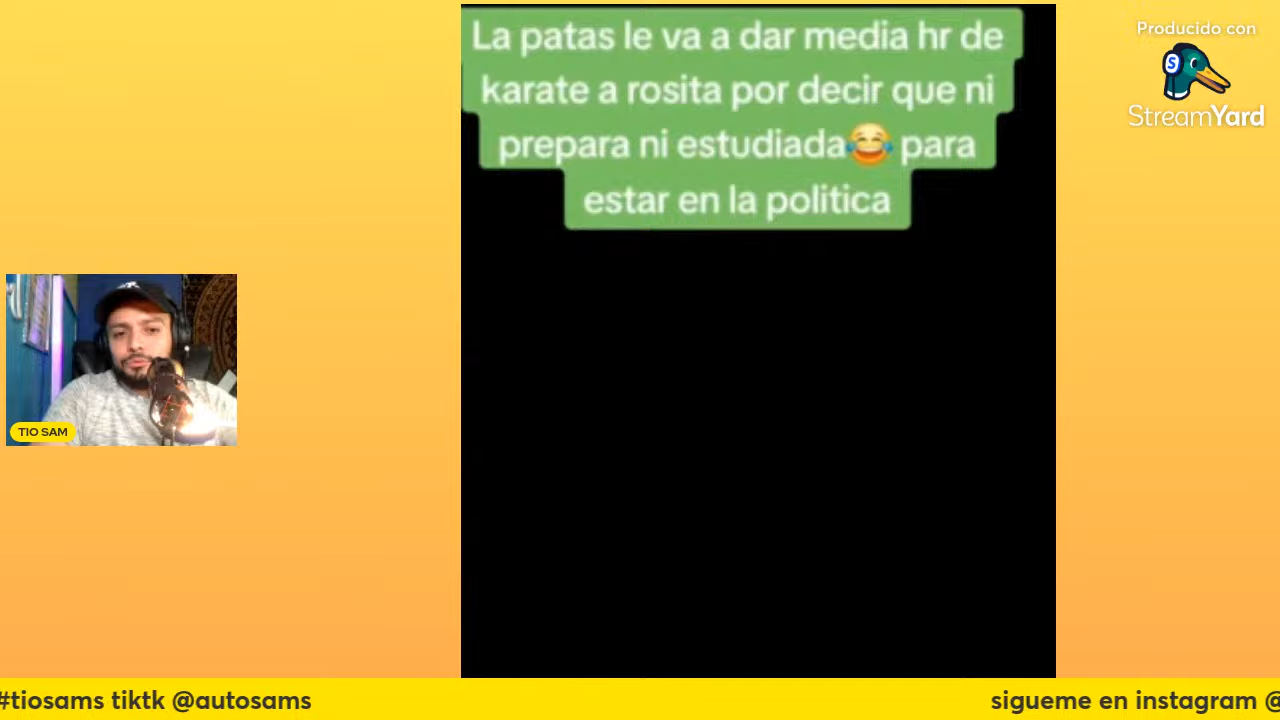 La patas le va a dar media hr de
karate a rosita por decir que ni
prepara ni estudiada😂 para
estar en la politica
Producido con
S
StreamYard
TIO SAM
#tiosams tiktk @autosams
sigueme en instagram @